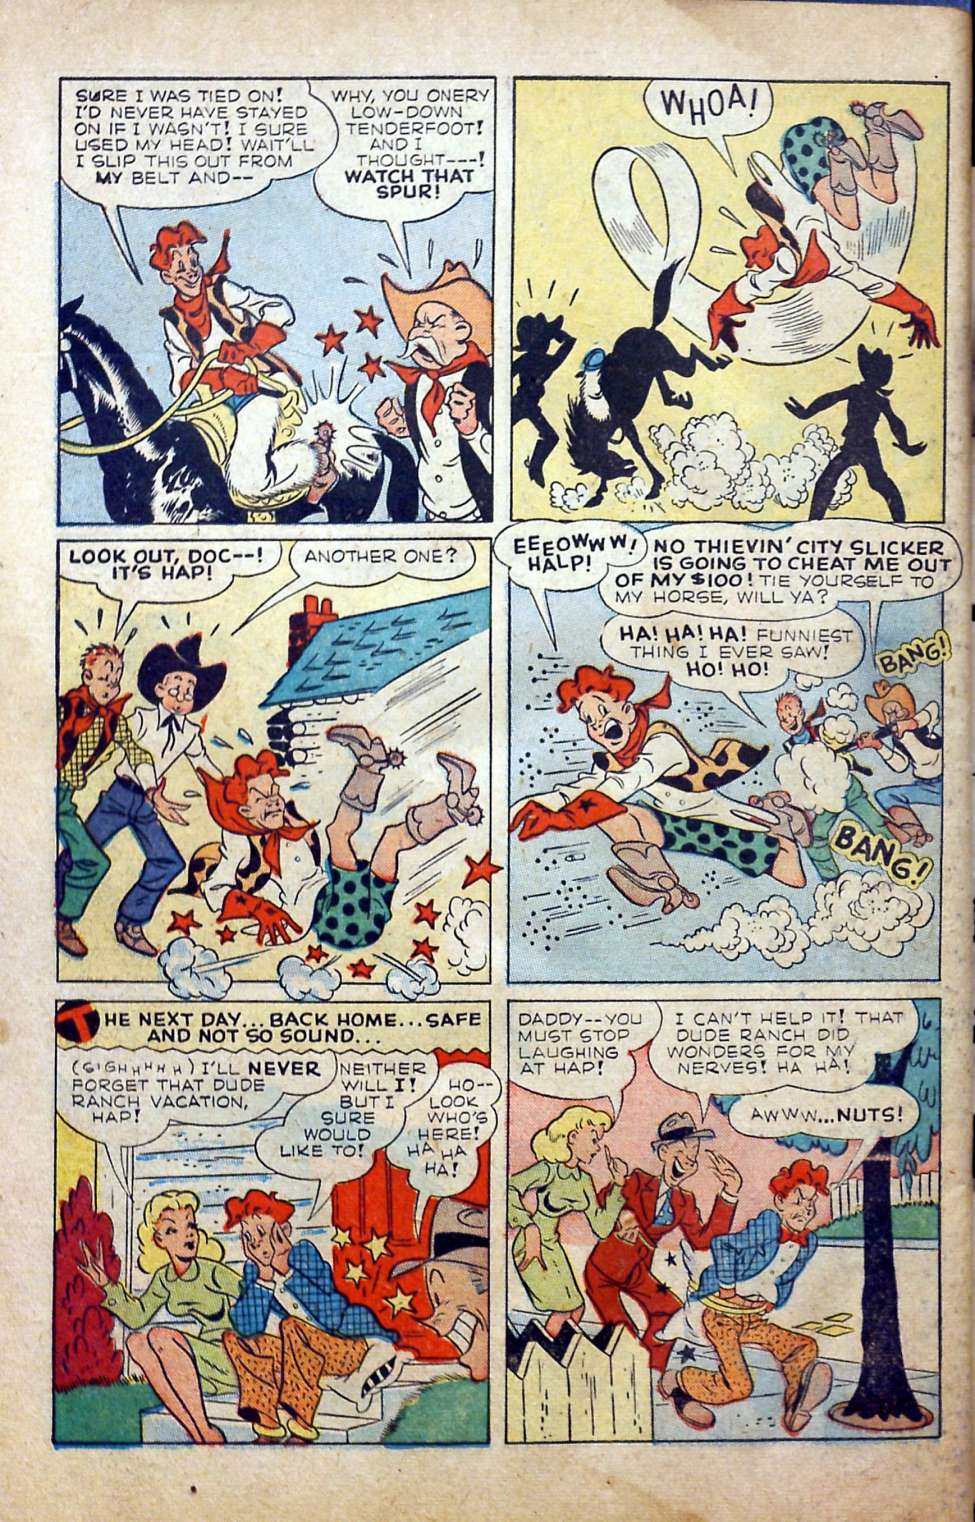 SURE I WAS TIED ON!
I'D NEVER HAVE STAYED
ON IF I WASN'T! I SURE
USED MY HEAD! WAIT'LL
I SLIP THIS OUT FROM
MY BELT AND--
WHY, YOU ONERY
LOW-DOWN
TENDERFOOT!
AND I
THOUGHT---!
WATCH THAT
SPUR!
WHOA!
LOOK OUT, DOC--!
IT'S HAP!
ANOTHER ONE?
EEEOWWW!
HALP!
NO THIEVIN' CITY SLICKER
IS GOING TO CHEAT ME OUT
OF MY $100! TIE YOURSELF TO
MY HORSE, WILL YA?
HA! HA! HA! FUNNIEST
THING I EVER SAW!
HO! HO!
BANG!
BANG!
THE NEXT DAY... BACK HOME... SAFE
AND NOT SO SOUND...
(SIGHHHHH) I'LL NEVER
FORGET THAT DUDE
RANCH VACATION,
HAP!
NEITHER
WILL I!
BUT I
SURE
WOULD
LIKE TO!
HO--
LOOK
WHO'S
HERE!
HA HA
HA!
DADDY--YOU
MUST STOP
LAUGHING
AT HAP!
I CAN'T HELP IT! THAT
DUDE RANCH DID
WONDERS FOR MY
NERVES! HA HA!
AWWW...NUTS!